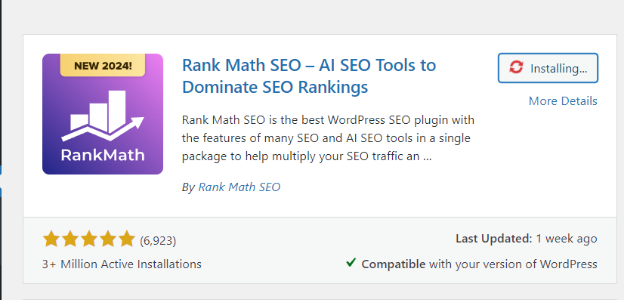 NEW 2024!
RankMath
Rank Math SEO – AI SEO Tools to
Dominate SEO Rankings
Installing...
More Details
Rank Math SEO is the best WordPress SEO plugin with
the features of many SEO and AI SEO tools in a single
package to help multiply your SEO traffic an ...
By Rank Math SEO
(6,923)
Last Updated: 1 week ago
3+ Million Active Installations
Compatible with your version of WordPress